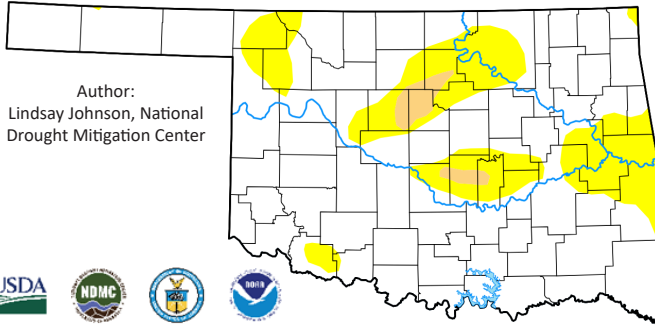 Author:
Lindsay Johnson, National
Drought Mitigation Center
USDA
NDMC
NOAA